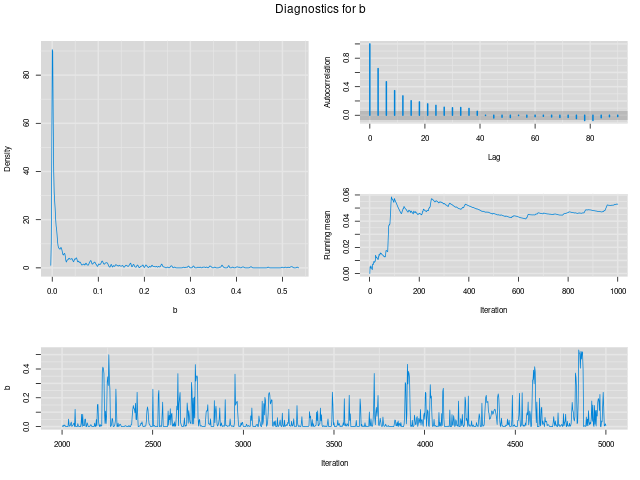 Diagnostics for b
Density
0 20 40 60 80
0.0 0.1 0.2 0.3 0.4 0.5
b
Autocorrelation
0.0 0.4 0.8
0 20 40 60 80
Lag
Running mean
0.00 0.02 0.04 0.06
0 200 400 600 800 1000
Iteration
b
0.0 0.2 0.4
2000 2500 3000 3500 4000 4500 5000
Iteration